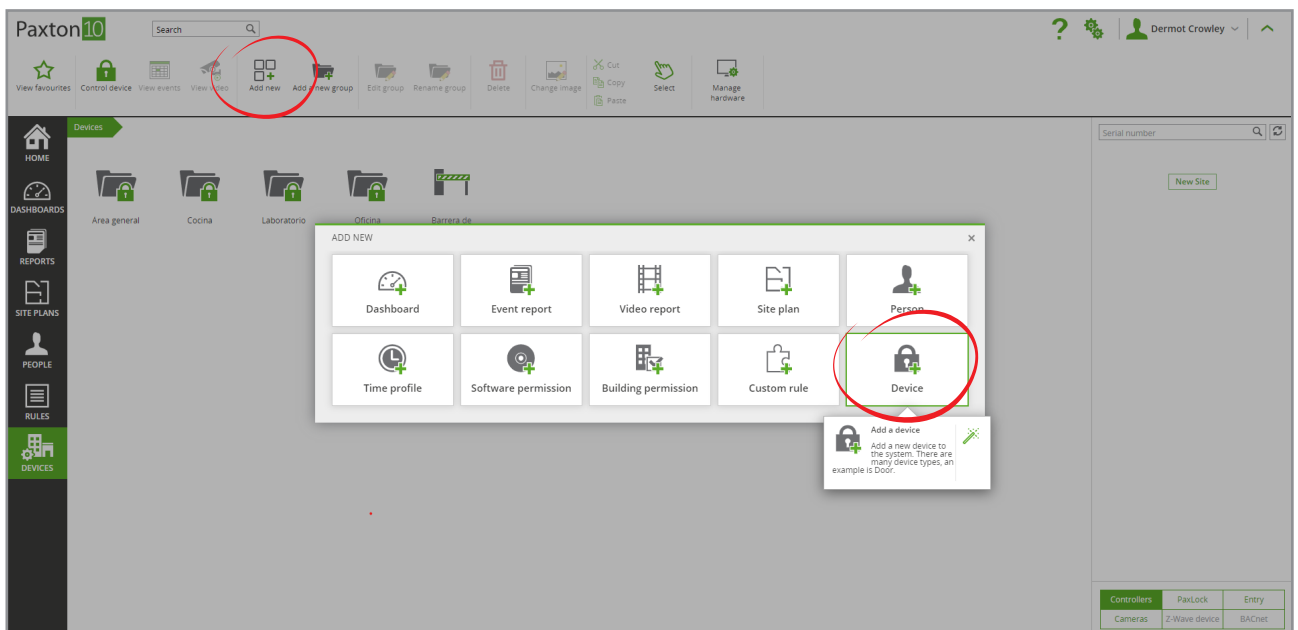 Paxton10
Search
Dermot Crowley
View favourites
Control device
View events
View video
Add new
Add a new group
Edit group
Rename group
Delete
Change image
Cut
Copy
Paste
Select
Manage
hardware
HOME
DASHBOARDS
REPORTS
SITE PLANS
PEOPLE
RULES
DEVICES
Devices
Area general
Cocina
Laboratorio
Oficina
Barrera de
ADD NEW
Dashboard
Event report
Video report
Site plan
Person
Time profile
Software permission
Building permission
Custom rule
Device
Add a device
Add a new device to
the system. There are
many device types, an
example is Door.
Serial number
New Site
Controllers
PaxLock
Entry
Cameras
Z-Wave device
BACnet